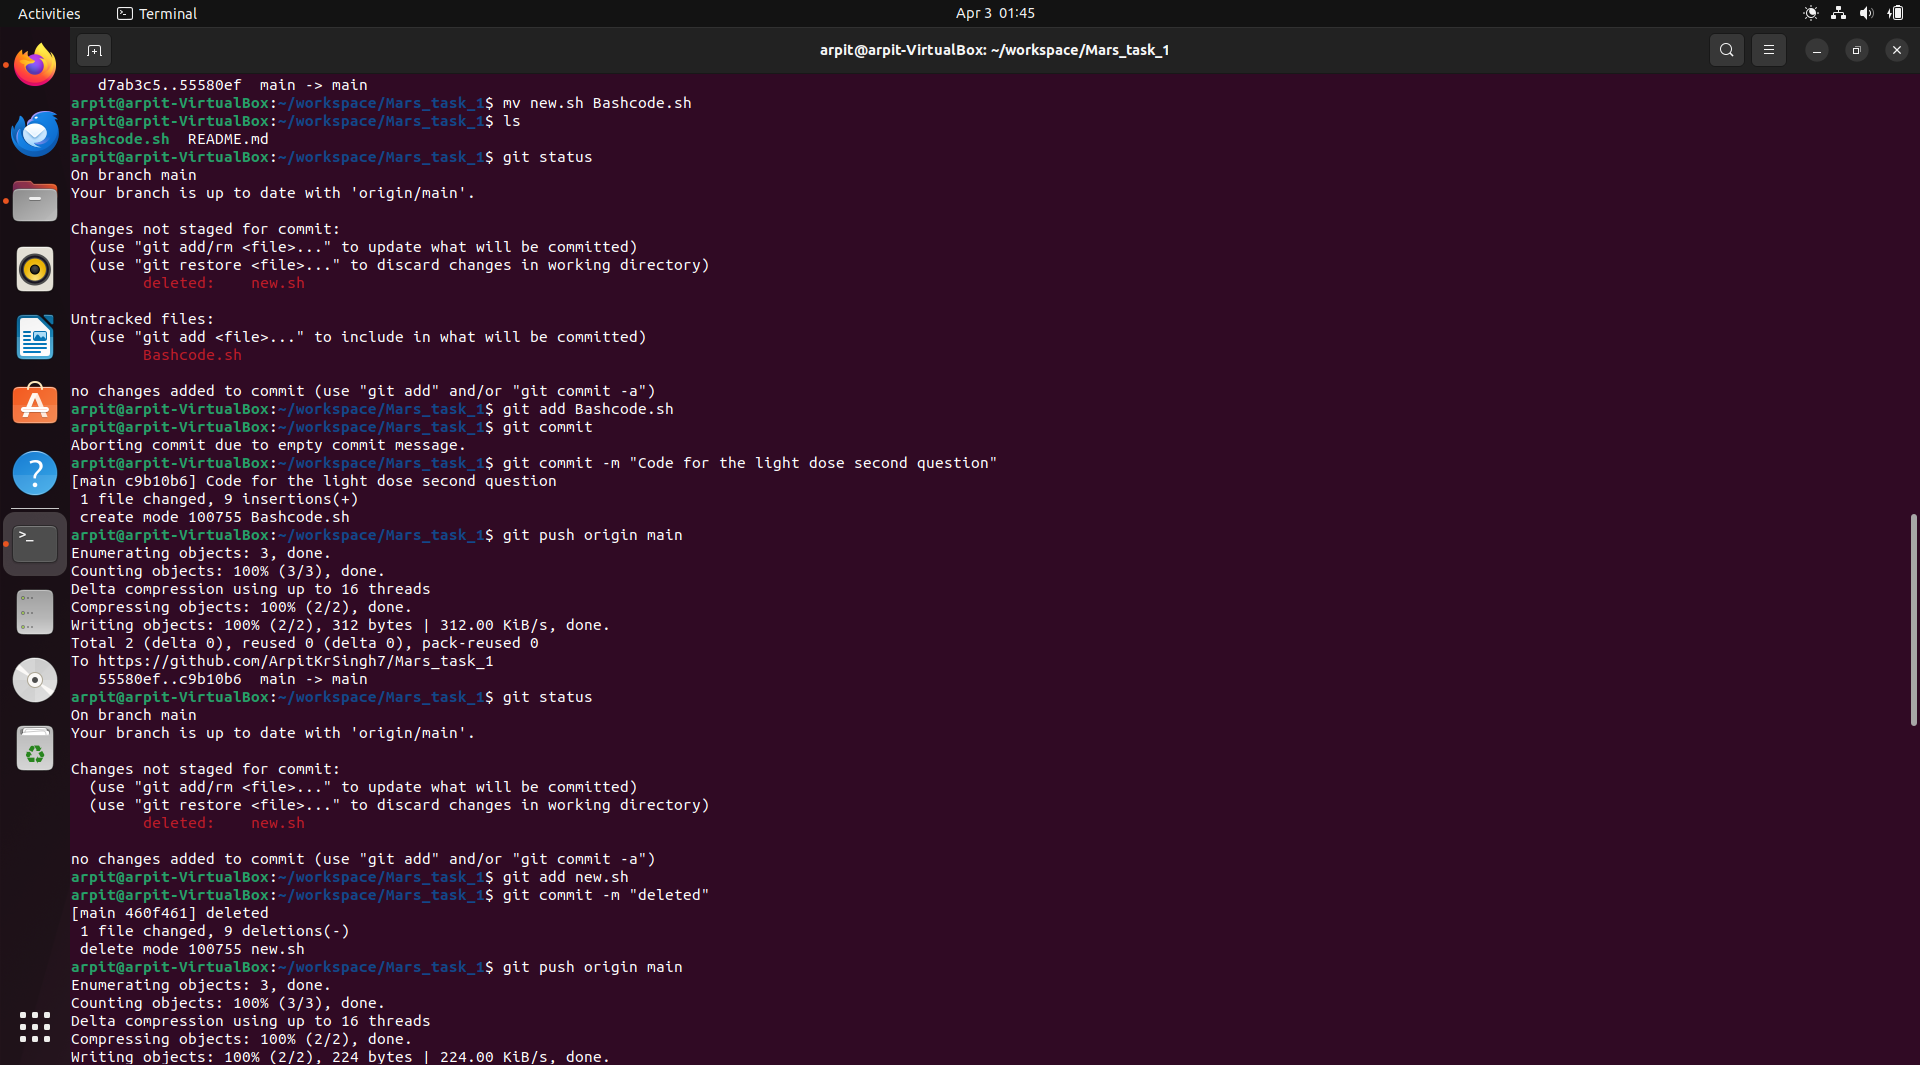 Activities Terminal Apr 3 01:45
arpit@arpit-VirtualBox: ~/workspace/Mars_task_1
d7ab3c5..55580ef  main -> main
arpit@arpit-VirtualBox:~/workspace/Mars_task_1$ mv new.sh Bashcode.sh
arpit@arpit-VirtualBox:~/workspace/Mars_task_1$ ls
Bashcode.sh  README.md
arpit@arpit-VirtualBox:~/workspace/Mars_task_1$ git status
On branch main
Your branch is up to date with 'origin/main'.
Changes not staged for commit:
  (use "git add/rm <file>..." to update what will be committed)
  (use "git restore <file>..." to discard changes in working directory)
        deleted:    new.sh
Untracked files:
  (use "git add <file>..." to include in what will be committed)
        Bashcode.sh
no changes added to commit (use "git add" and/or "git commit -a")
arpit@arpit-VirtualBox:~/workspace/Mars_task_1$ git add Bashcode.sh
arpit@arpit-VirtualBox:~/workspace/Mars_task_1$ git commit
Aborting commit due to empty commit message.
arpit@arpit-VirtualBox:~/workspace/Mars_task_1$ git commit -m "Code for the light dose second question"
[main c9b10b6] Code for the light dose second question
 1 file changed, 9 insertions(+)
 create mode 100755 Bashcode.sh
arpit@arpit-VirtualBox:~/workspace/Mars_task_1$ git push origin main
Enumerating objects: 3, done.
Counting objects: 100% (3/3), done.
Delta compression using up to 16 threads
Compressing objects: 100% (2/2), done.
Writing objects: 100% (2/2), 312 bytes | 312.00 KiB/s, done.
Total 2 (delta 0), reused 0 (delta 0), pack-reused 0
To https://github.com/ArpitKrSingh7/Mars_task_1
   55580ef..c9b10b6  main -> main
arpit@arpit-VirtualBox:~/workspace/Mars_task_1$ git status
On branch main
Your branch is up to date with 'origin/main'.
Changes not staged for commit:
  (use "git add/rm <file>..." to update what will be committed)
  (use "git restore <file>..." to discard changes in working directory)
        deleted:    new.sh
no changes added to commit (use "git add" and/or "git commit -a")
arpit@arpit-VirtualBox:~/workspace/Mars_task_1$ git add new.sh
arpit@arpit-VirtualBox:~/workspace/Mars_task_1$ git commit -m "deleted"
[main 460f461] deleted
 1 file changed, 9 deletions(-)
 delete mode 100755 new.sh
arpit@arpit-VirtualBox:~/workspace/Mars_task_1$ git push origin main
Enumerating objects: 3, done.
Counting objects: 100% (3/3), done.
Delta compression using up to 16 threads
Compressing objects: 100% (2/2), done.
Writing objects: 100% (2/2), 224 bytes | 224.00 KiB/s, done.